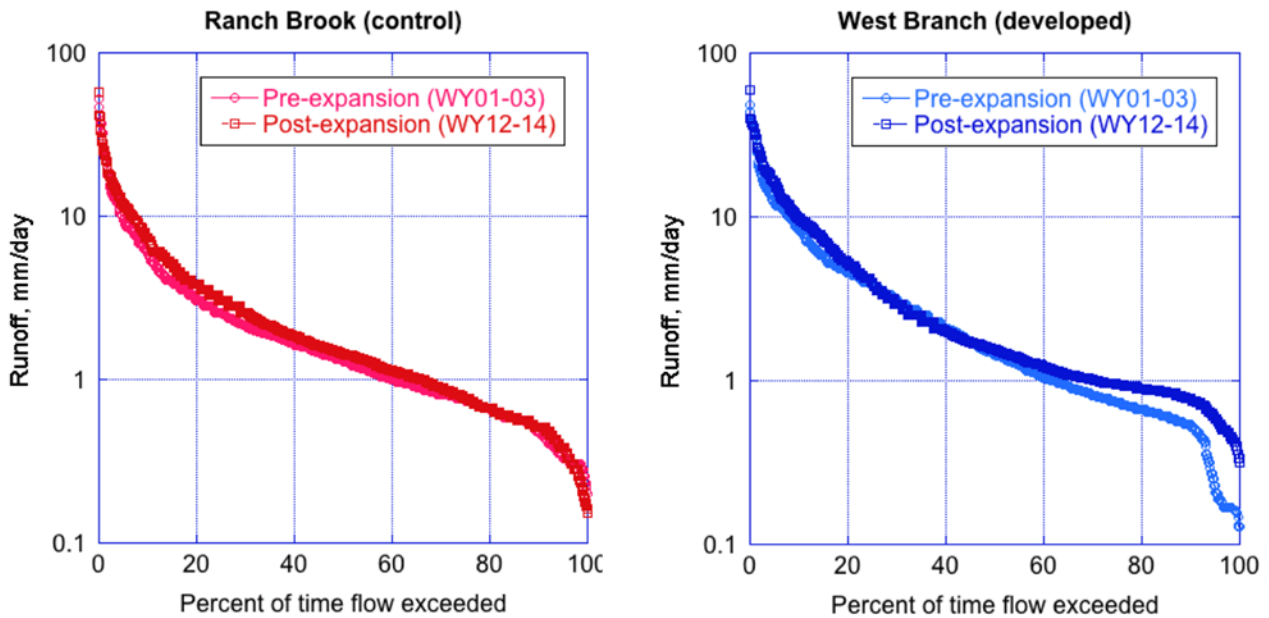 Ranch Brook (control)
100
10
1
0.1
Runoff, mm/day
Pre-expansion (WY01-03)
Post-expansion (WY12-14)
0
20
40
60
80
100
Percent of time flow exceeded
West Branch (developed)
100
10
1
0.1
Runoff, mm/day
Pre-expansion (WY01-03)
Post-expansion (WY12-14)
0
20
40
60
80
100
Percent of time flow exceeded